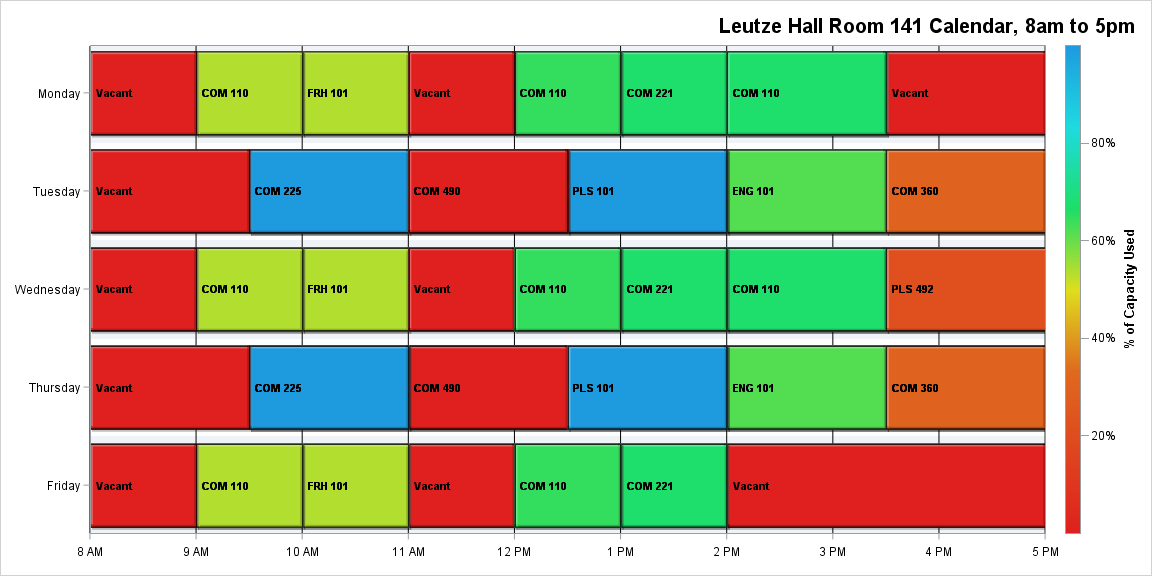 Leutze Hall Room 141 Calendar, 8am to 5pm
Monday
Vacant
COM 110
FRH 101
Vacant
COM 110
COM 221
COM 110
Vacant
Tuesday
Vacant
COM 225
COM 490
PLS 101
ENG 101
COM 360
Wednesday
Vacant
COM 110
FRH 101
Vacant
COM 110
COM 221
COM 110
PLS 492
Thursday
Vacant
COM 225
COM 490
PLS 101
ENG 101
COM 360
Friday
Vacant
COM 110
FRH 101
Vacant
COM 110
COM 221
Vacant
8 AM
9 AM
10 AM
11 AM
12 PM
1 PM
2 PM
3 PM
4 PM
5 PM
80%
60%
40%
20%
% of Capacity Used